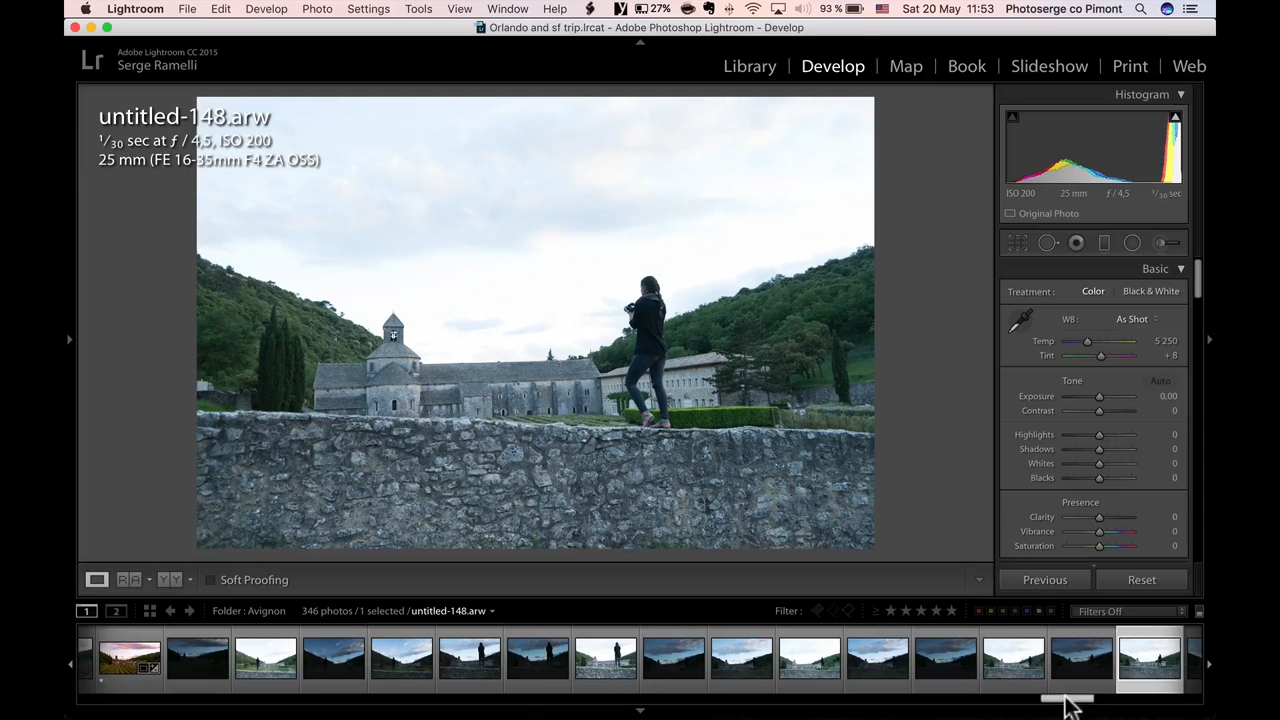 Lightroom File Edit Develop Photo Settings Tools View Window Help 27% 93 % Sat 20 May 11:53 Photoserge co Pimont
Orlando and sf trip.lrcat - Adobe Photoshop Lightroom - Develop
Lr
Adobe Lightroom CC 2015
Serge Ramelli
Library | Develop | Map | Book | Slideshow | Print | Web
untitled-148.arw
1/30 sec at ƒ / 4,5, ISO 200
25 mm (FE 16-35mm F4 ZA OSS)
Histogram
ISO 200 25 mm ƒ / 4,5 1/30 sec
Original Photo
Basic
Treatment : Color | Black & White
WB : As Shot
Temp 5 250
Tint + 8
Tone Auto
Exposure 0,00
Contrast 0
Highlights 0
Shadows 0
Whites 0
Blacks 0
Presence
Clarity 0
Vibrance 0
Saturation 0
Previous Reset
R A Y Y Soft Proofing
1 2 Folder : Avignon 346 photos / 1 selected / untitled-148.arw Filter : ≥ ★ ★ ★ ★ ★ Filters Off